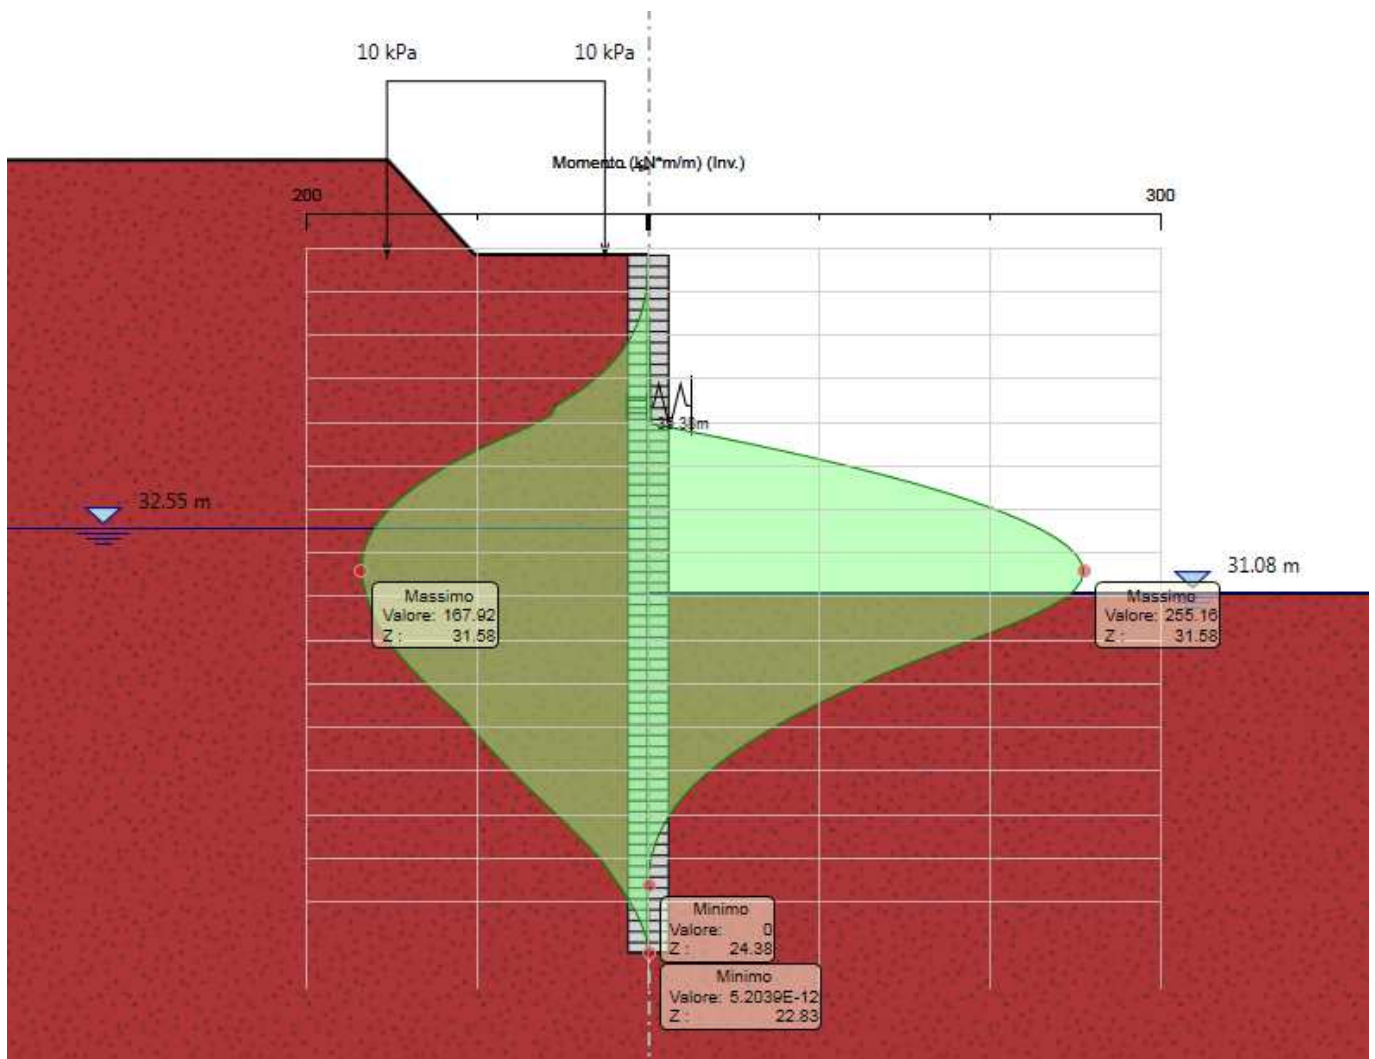 10 kPa 10 kPa
Momento (kN*m/m) (Inv.)
200 300
32.55 m
31.08 m
Massimo
Valore: 167.92
Z : 31.58
Massimo
Valore: 255.16
Z : 31.58
Minimo
Valore: 0
Z : 24.38
Minimo
Valore: 5.2039E-12
Z : 22.83